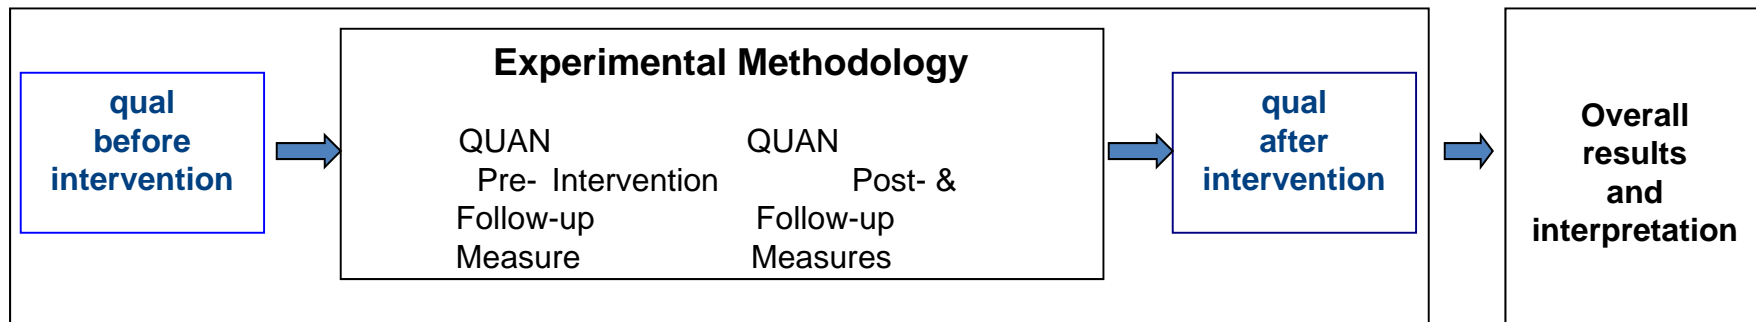 qual
before
intervention
Experimental Methodology
QUAN QUAN
Pre- Intervention Post- &
Follow-up Follow-up
Measure Measures
qual
after
intervention
Overall
results
and
interpretation